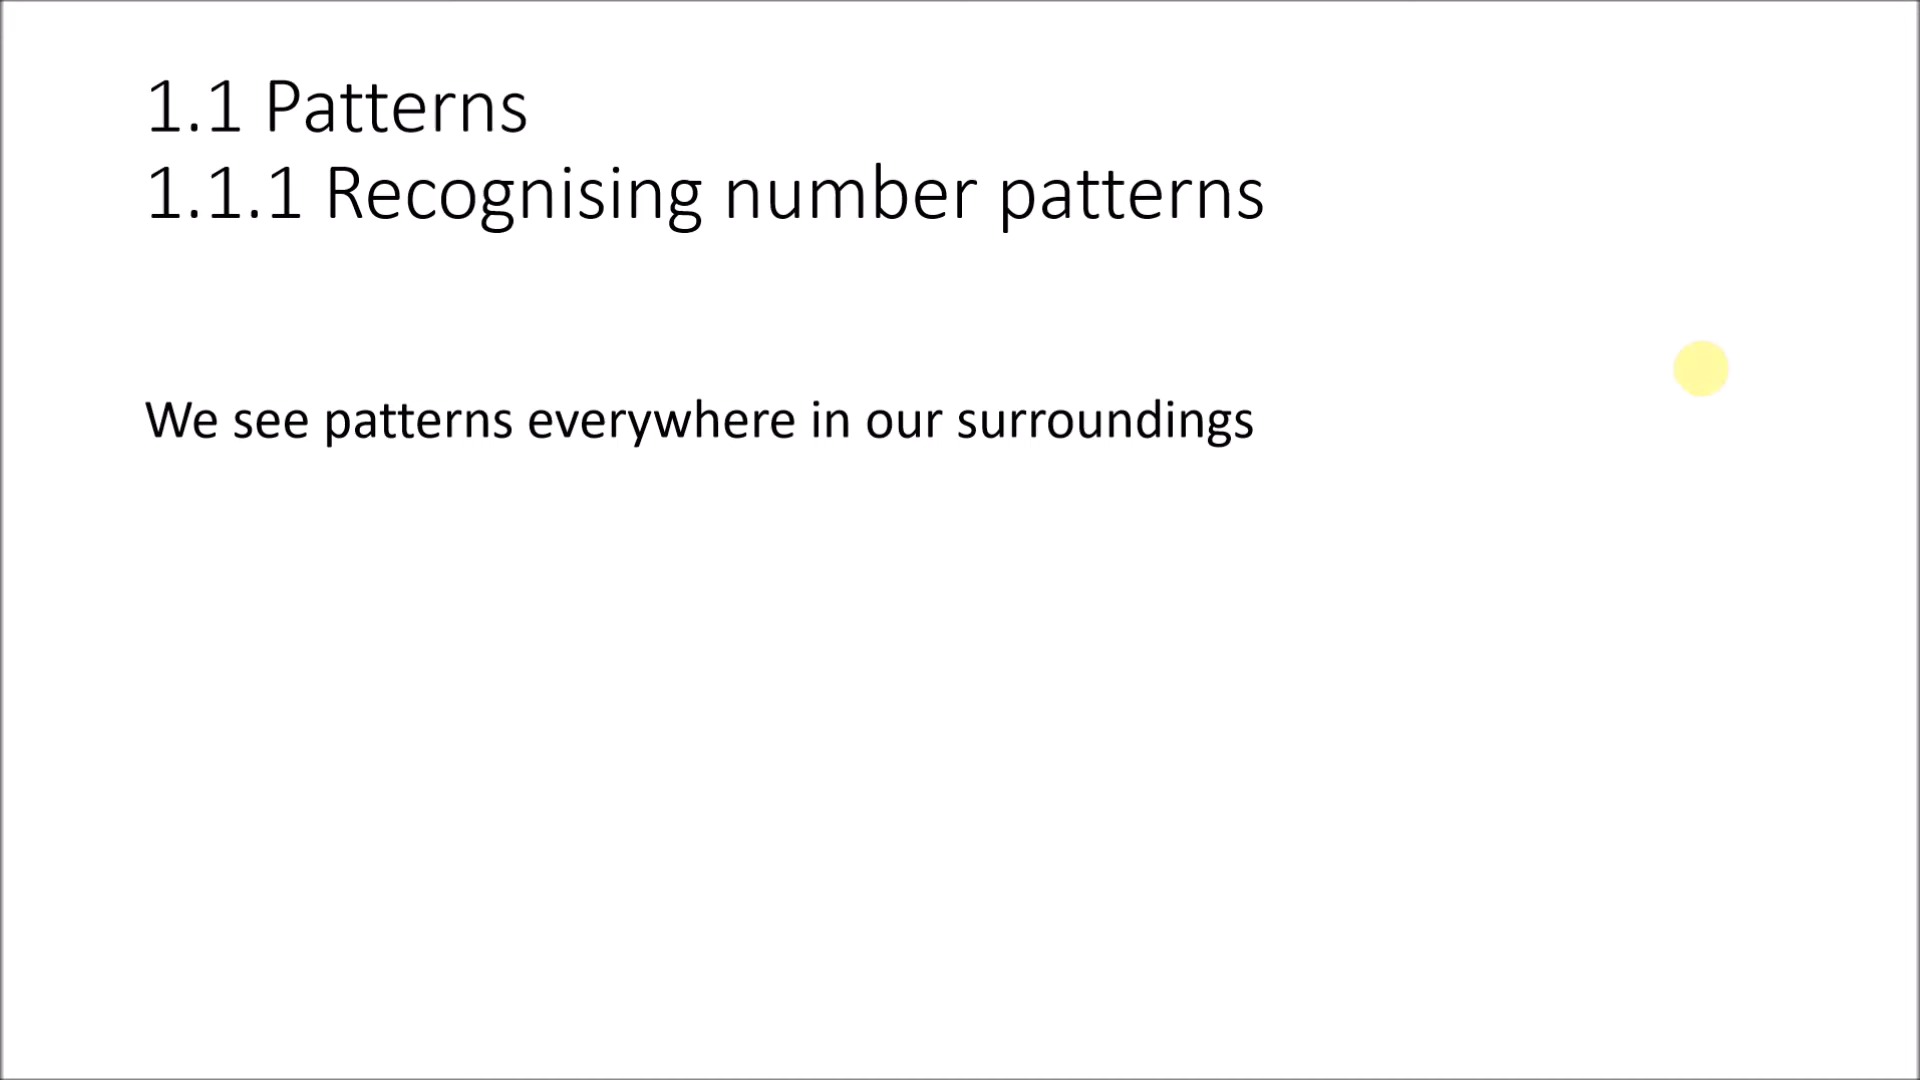 1.1 Patterns
1.1.1 Recognising number patterns
We see patterns everywhere in our surroundings